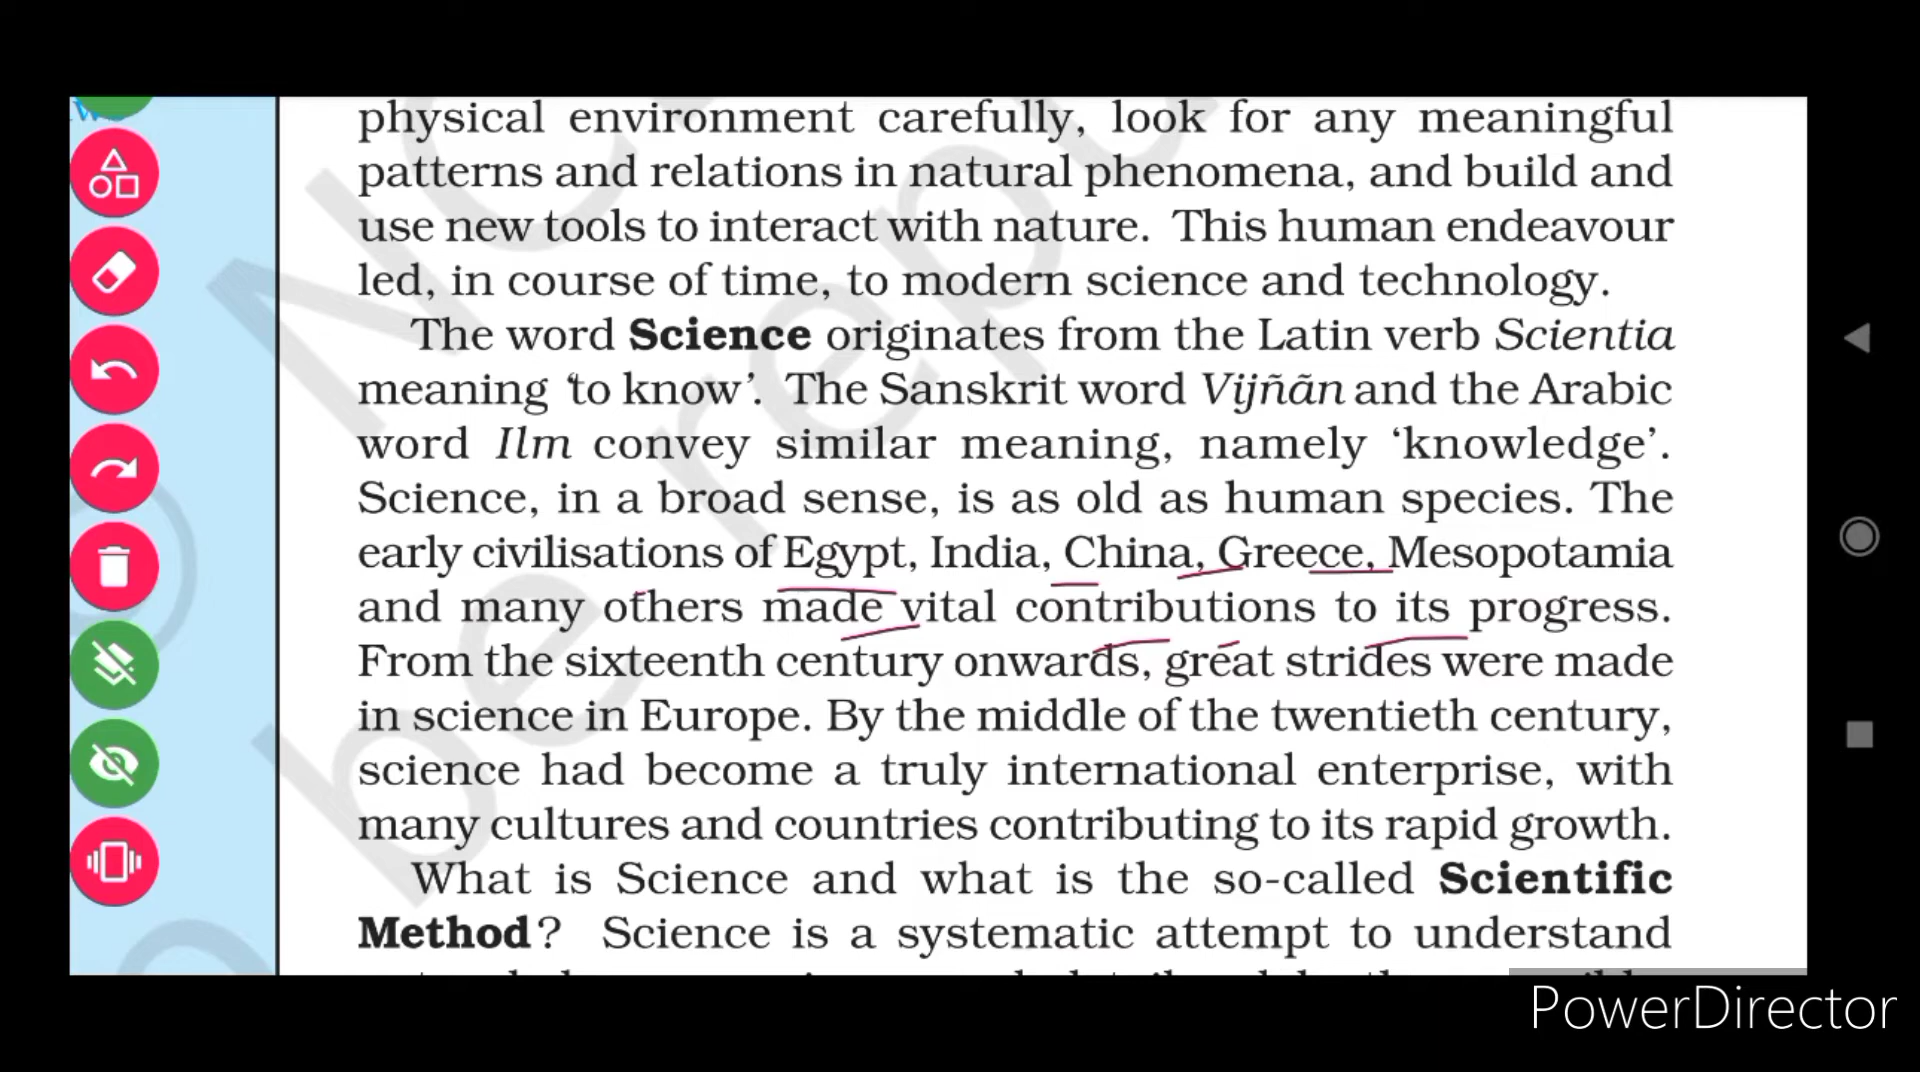 physical environment carefully, look for any meaningful
patterns and relations in natural phenomena, and build and
use new tools to interact with nature. This human endeavour
led, in course of time, to modern science and technology.
The word Science originates from the Latin verb Scientia
meaning ‘to know’. The Sanskrit word Vijñãn and the Arabic
word Ilm convey similar meaning, namely ‘knowledge’.
Science, in a broad sense, is as old as human species. The
early civilisations of Egypt, India, China, Greece, Mesopotamia
and many others made vital contributions to its progress.
From the sixteenth century onwards, great strides were made
in science in Europe. By the middle of the twentieth century,
science had become a truly international enterprise, with
many cultures and countries contributing to its rapid growth.
What is Science and what is the so-called Scientific
Method? Science is a systematic attempt to understand
PowerDirector